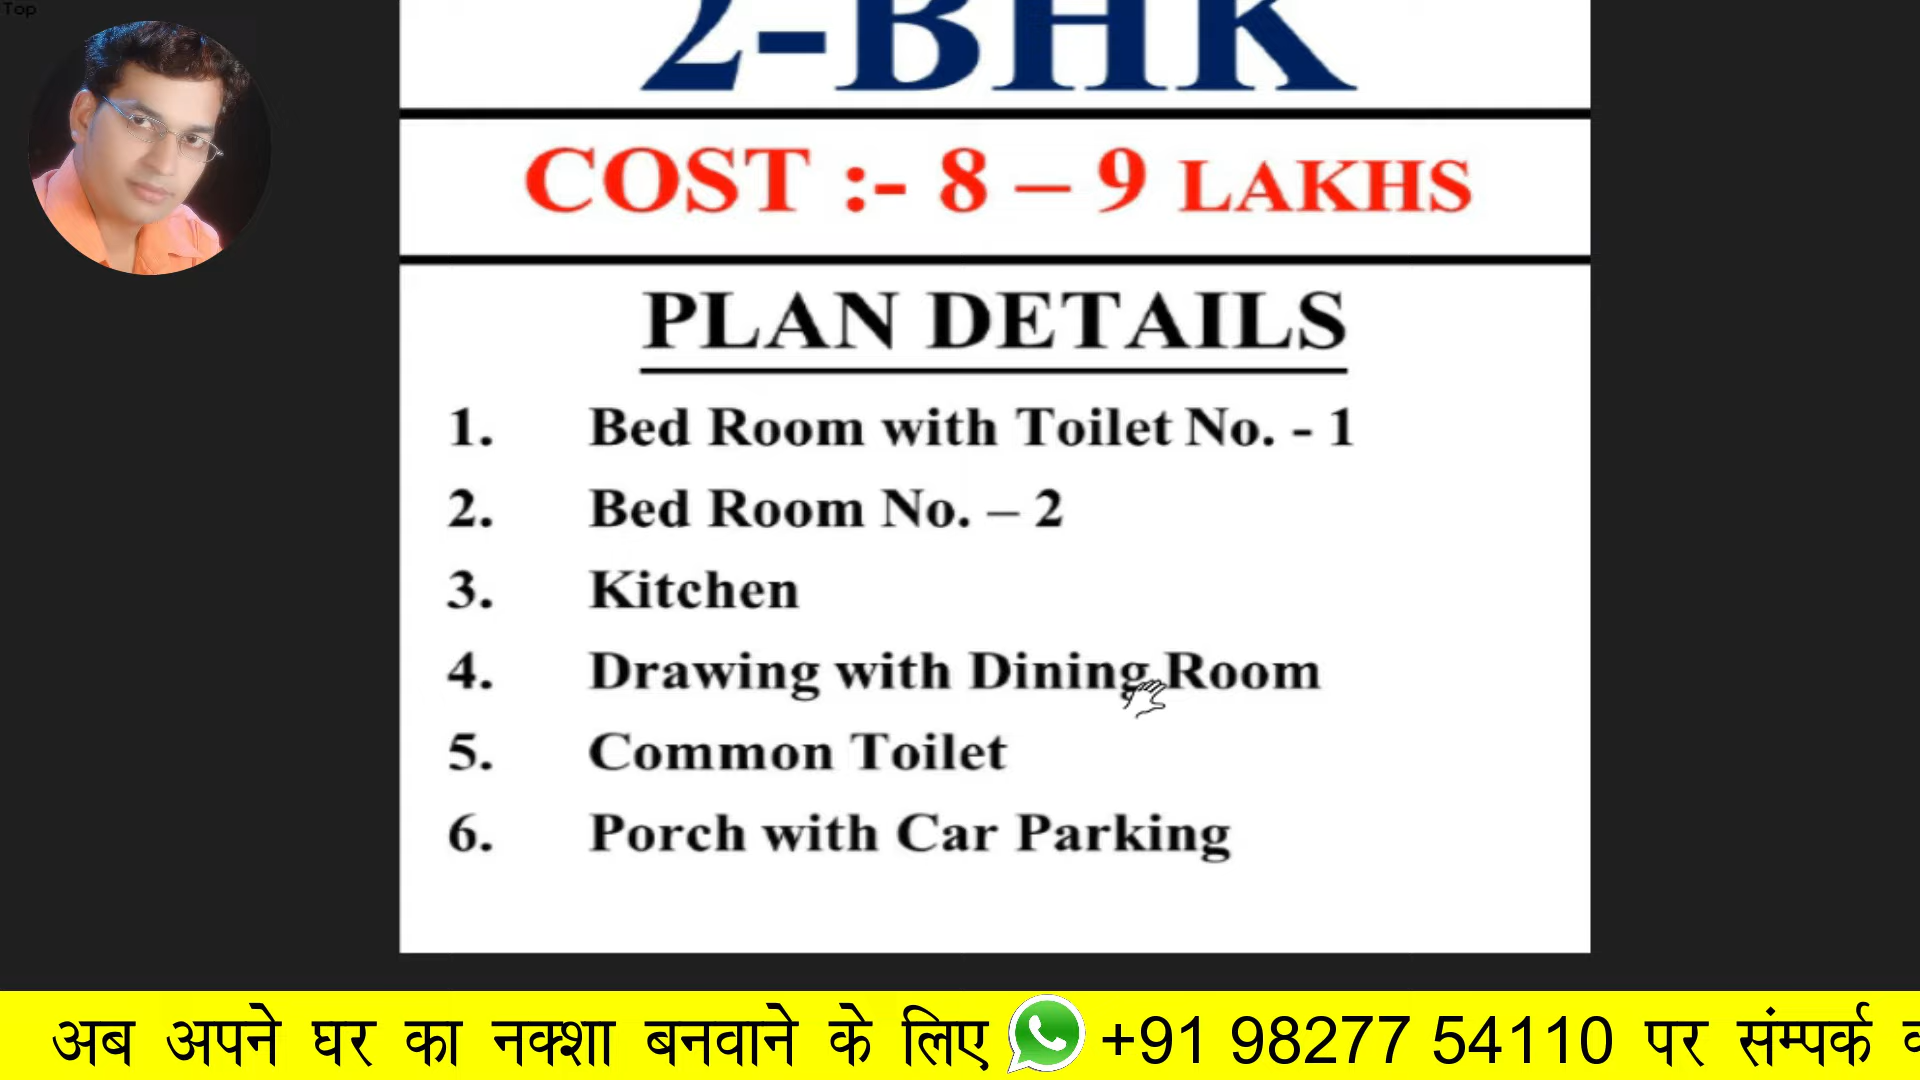 Top
2-BHK
COST :- 8 – 9 LAKHS
PLAN DETAILS
1. Bed Room with Toilet No. - 1
2. Bed Room No. – 2
3. Kitchen
4. Drawing with Dining Room
5. Common Toilet
6. Porch with Car Parking
अब अपने घर का नक्शा बनवाने के लिए +91 98277 54110 पर संम्पर्क